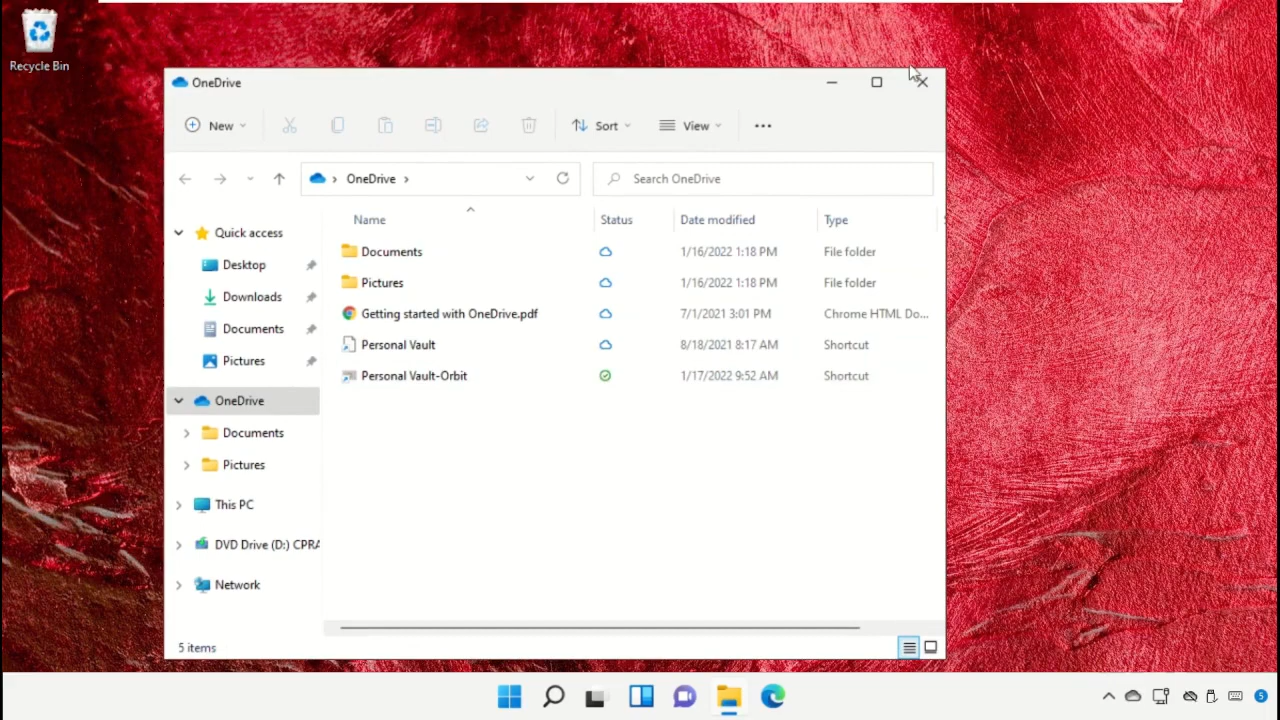 Recycle Bin
OneDrive
New
Sort
View
OneDrive
Search OneDrive
Name Status Date modified Type
Quick access
Desktop
Downloads
Documents
Pictures
OneDrive
Documents
Pictures
This PC
DVD Drive (D:) CPRA
Network
Documents 1/16/2022 1:18 PM File folder
Pictures 1/16/2022 1:18 PM File folder
Getting started with OneDrive.pdf 7/1/2021 3:01 PM Chrome HTML Do...
Personal Vault 8/18/2021 8:17 AM Shortcut
Personal Vault-Orbit 1/17/2022 9:52 AM Shortcut
5 items
5